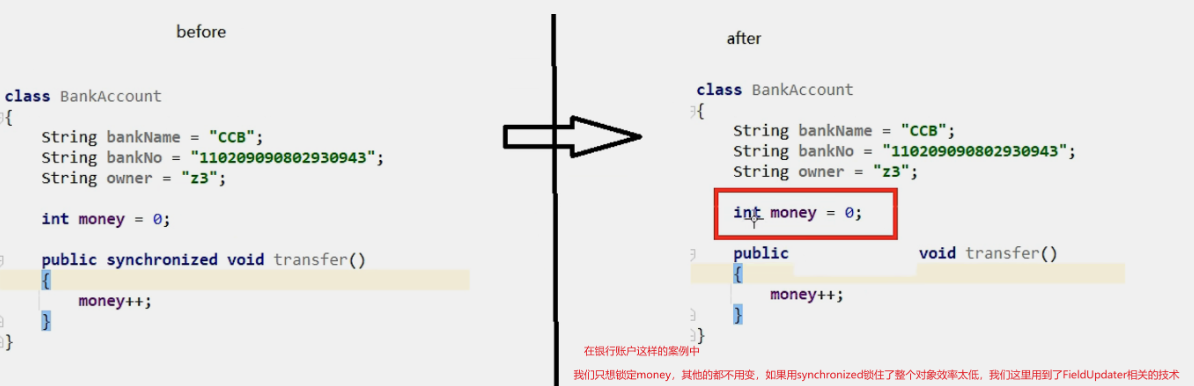 before
class BankAccount
{
String bankName = "CCB";
String bankNo = "110209090802930943";
String owner = "z3";
int money = 0;
public synchronized void transfer()
{
money++;
}
}
after
class BankAccount
{
String bankName = "CCB";
String bankNo = "110209090802930943";
String owner = "z3";
int money = 0;
public void transfer()
{
money++;
}
}
在银行账户这样的案例中
我们只想锁定money，其他的都不用变，如果用synchronized锁住了整个对象效率太低，我们这里用到了FieldUpdater相关的技术